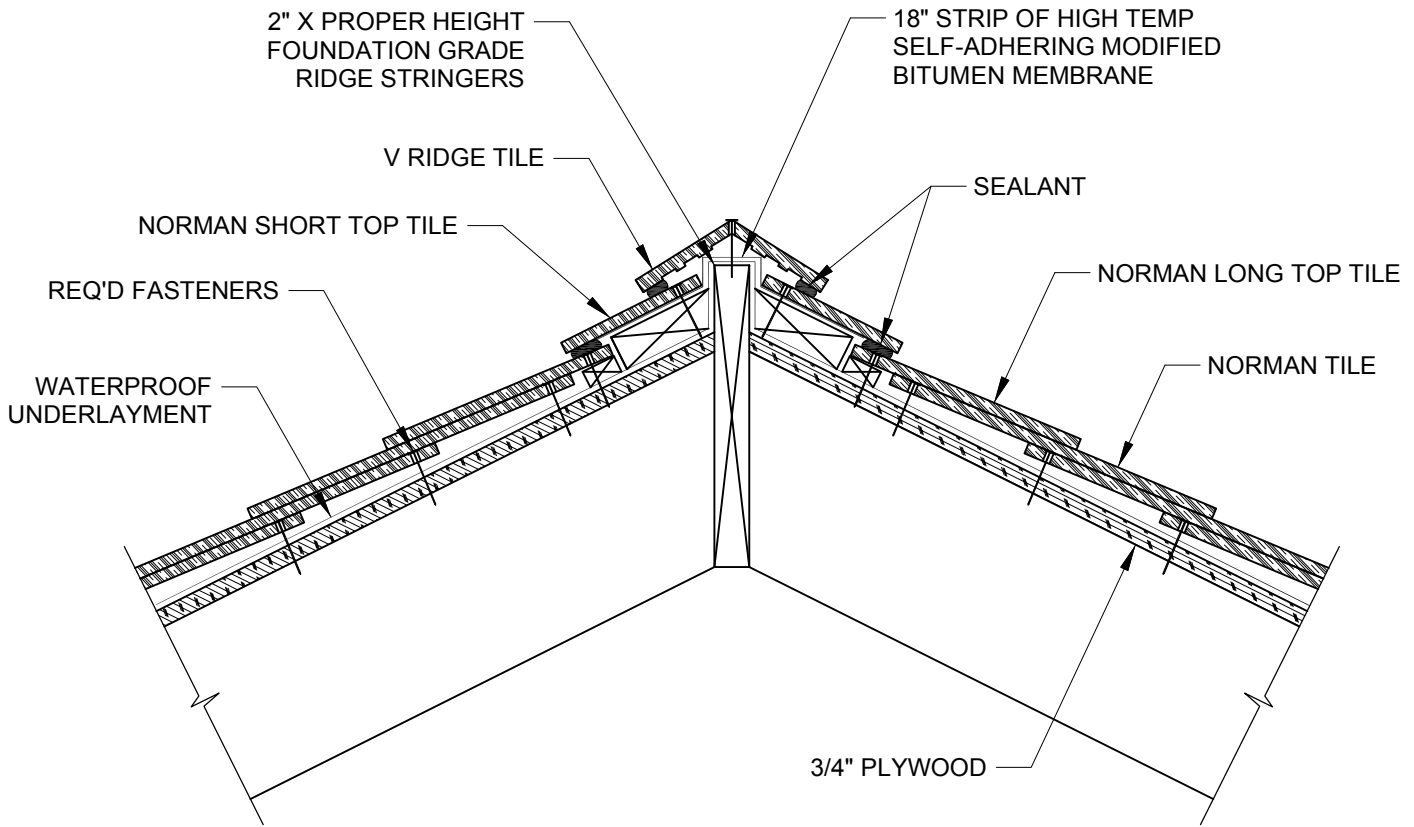 2" X PROPER HEIGHT
FOUNDATION GRADE
RIDGE STRINGERS
18" STRIP OF HIGH TEMP
SELF-ADHERING MODIFIED
BITUMEN MEMBRANE
V RIDGE TILE
SEALANT
NORMAN SHORT TOP TILE
NORMAN LONG TOP TILE
REQ'D FASTENERS
NORMAN TILE
WATERPROOF
UNDERLAYMENT
3/4" PLYWOOD